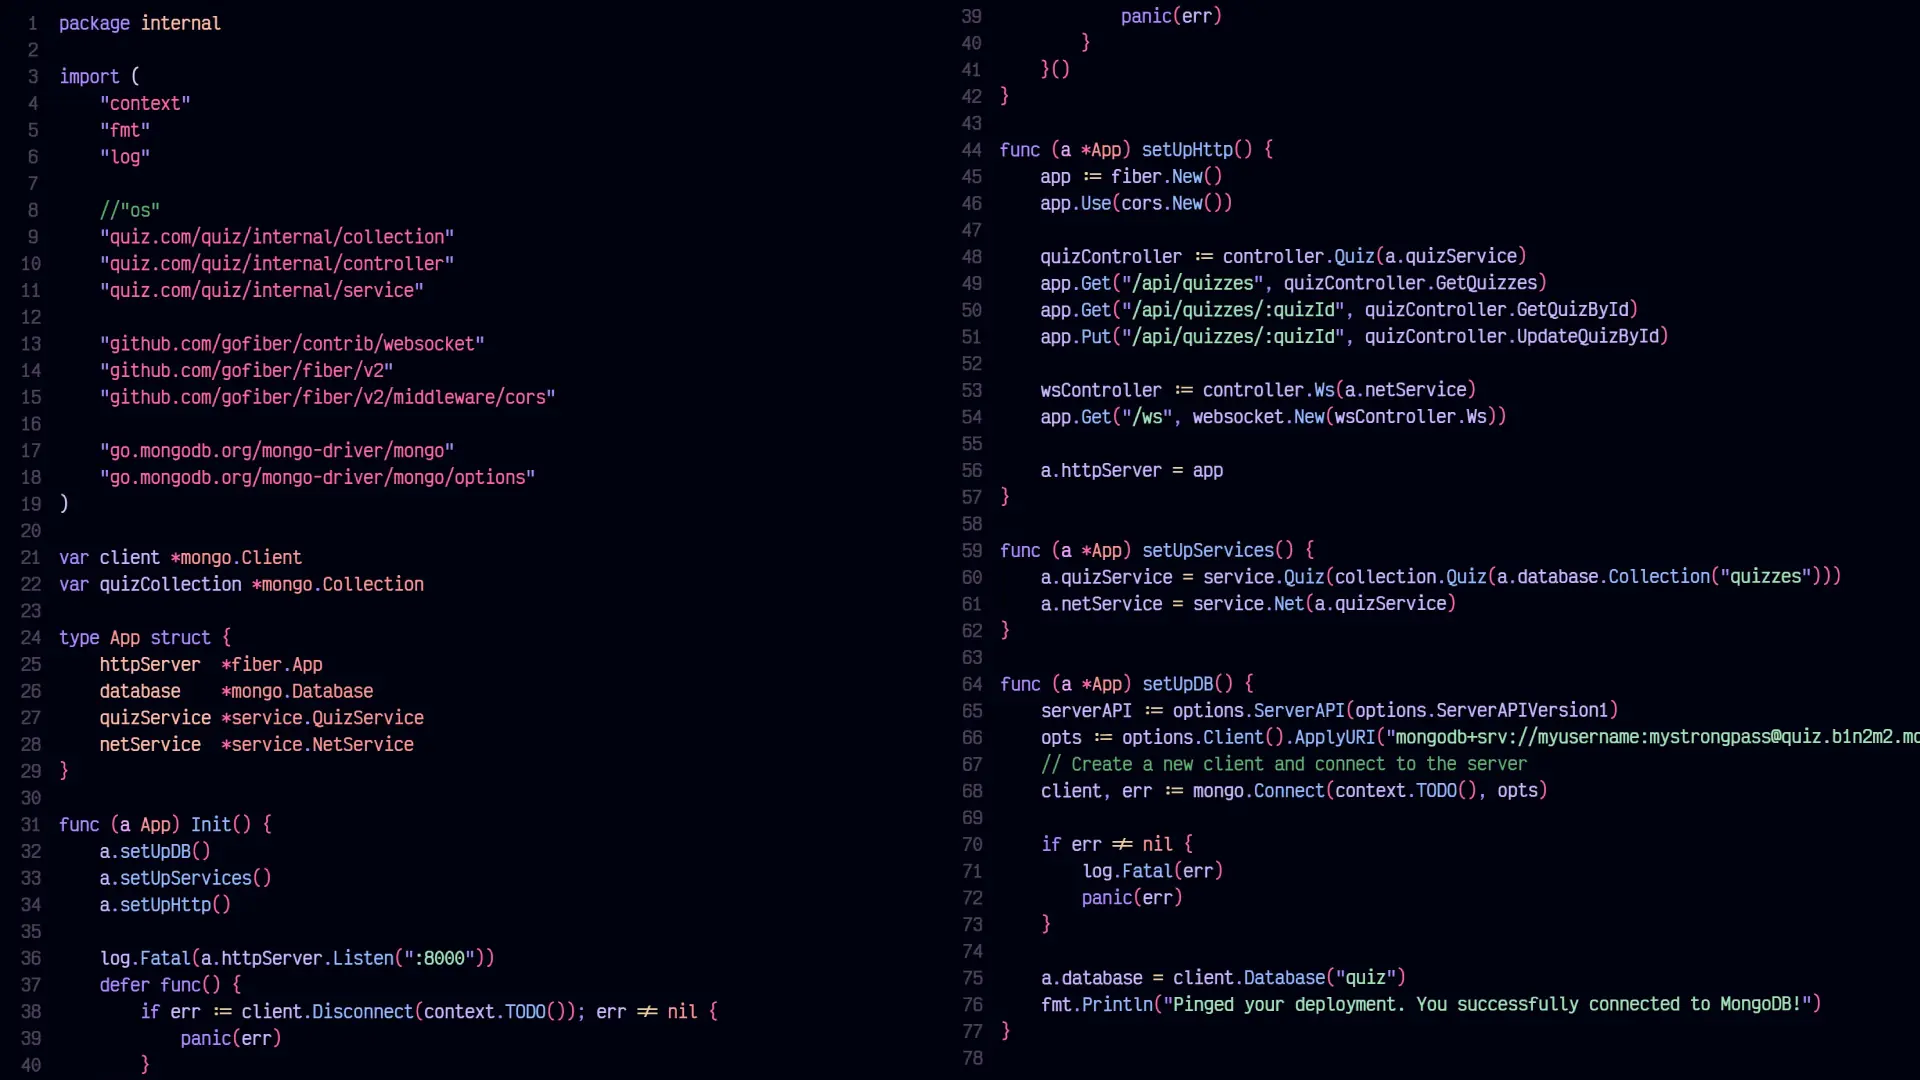 1 package internal
2
3 import (
4 "context"
5 "fmt"
6 "log"
7
8 //"os"
9 "quiz.com/quiz/internal/collection"
10 "quiz.com/quiz/internal/controller"
11 "quiz.com/quiz/internal/service"
12
13 "github.com/gofiber/contrib/websocket"
14 "github.com/gofiber/fiber/v2"
15 "github.com/gofiber/fiber/v2/middleware/cors"
16
17 "go.mongodb.org/mongo-driver/mongo"
18 "go.mongodb.org/mongo-driver/mongo/options"
19 )
20
21 var client *mongo.Client
22 var quizCollection *mongo.Collection
23
24 type App struct {
25 httpServer *fiber.App
26 database *mongo.Database
27 quizService *service.QuizService
28 netService *service.NetService
29 }
30
31 func (a App) Init() {
32 a.setUpDB()
33 a.setUpServices()
34 a.setUpHttp()
35
36 log.Fatal(a.httpServer.Listen(":8000"))
37 defer func() {
38 if err := client.Disconnect(context.TODO()); err != nil {
39 panic(err)
40 }
39 panic(err)
40 }
41 }()
42 }
43
44 func (a *App) setUpHttp() {
45 app := fiber.New()
46 app.Use(cors.New())
47
48 quizController := controller.Quiz(a.quizService)
49 app.Get("/api/quizzes", quizController.GetQuizzes)
50 app.Get("/api/quizzes/:quizId", quizController.GetQuizById)
51 app.Put("/api/quizzes/:quizId", quizController.UpdateQuizById)
52
53 wsController := controller.Ws(a.netService)
54 app.Get("/ws", websocket.New(wsController.Ws))
55
56 a.httpServer = app
57 }
58
59 func (a *App) setUpServices() {
60 a.quizService = service.Quiz(collection.Quiz(a.database.Collection("quizzes")))
61 a.netService = service.Net(a.quizService)
62 }
63
64 func (a *App) setUpDB() {
65 serverAPI := options.ServerAPI(options.ServerAPIVersion1)
66 opts := options.Client().ApplyURI("mongodb+srv://myusername:mystrongpass@quiz.b1n2m2.mo
67 // Create a new client and connect to the server
68 client, err := mongo.Connect(context.TODO(), opts)
69
70 if err != nil {
71 log.Fatal(err)
72 panic(err)
73 }
74
75 a.database = client.Database("quiz")
76 fmt.Println("Pinged your deployment. You successfully connected to MongoDB!")
77 }
78